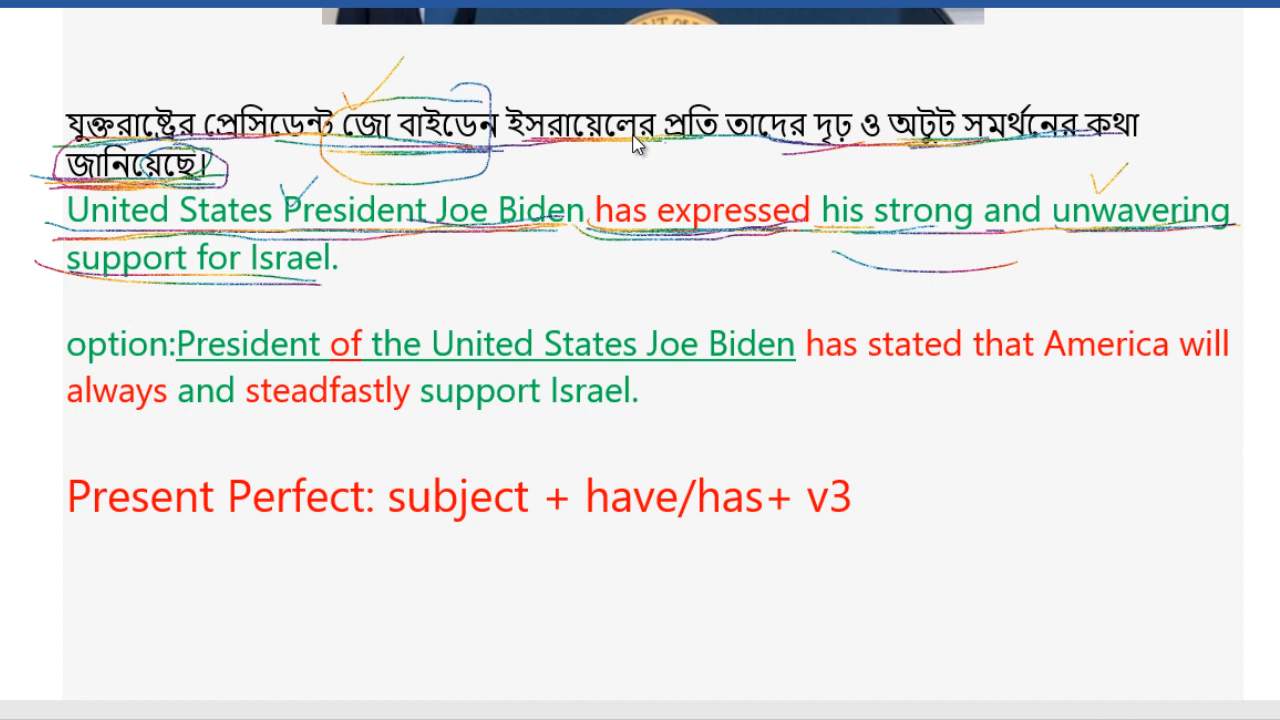 যুক্তরাষ্ট্রের প্রেসিডেন্ট জো বাইডেন ইসরায়েলের প্রতি তাদের দৃঢ় ও অটুট সমর্থনের কথা
জানিয়েছে।
United States President Joe Biden has expressed his strong and unwavering
support for Israel.
option:President of the United States Joe Biden has stated that America will
always and steadfastly support Israel.
Present Perfect: subject + have/has+ v3